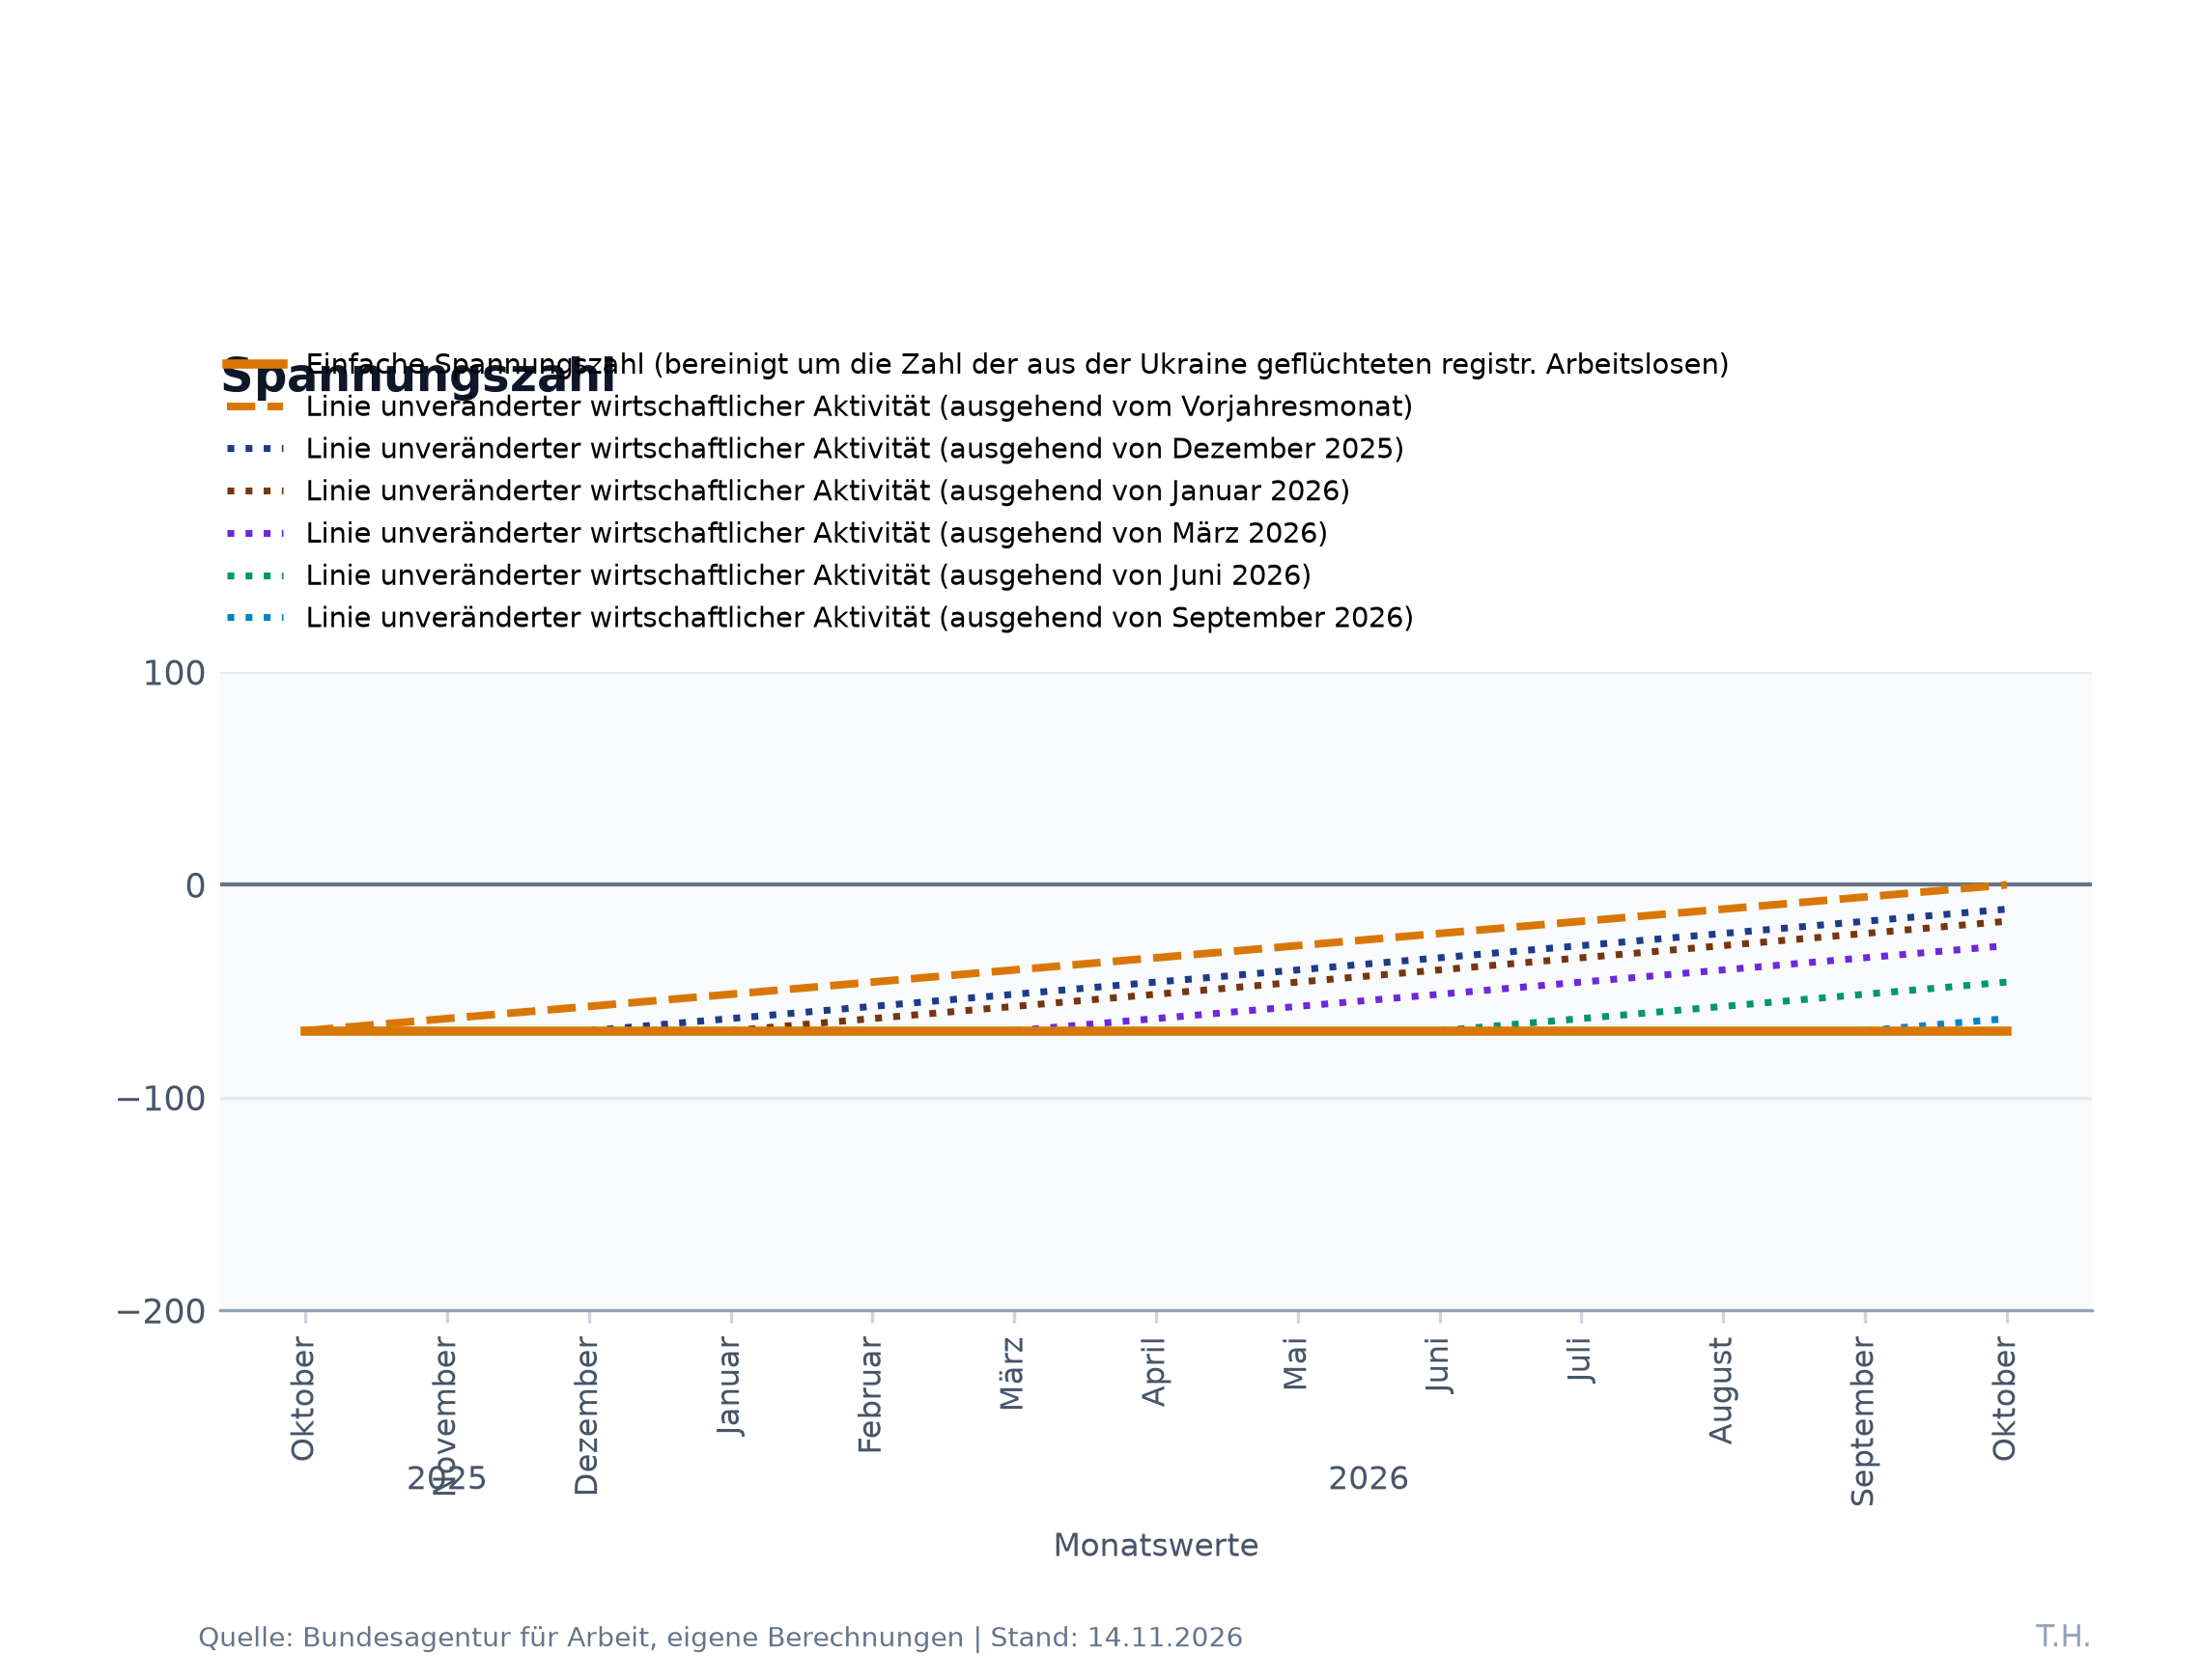 Spannungszahl
Einfache Spannungszahl (bereinigt um die Zahl der aus der Ukraine geflüchteten registr. Arbeitslosen)
Linie unveränderter wirtschaftlicher Aktivität (ausgehend vom Vorjahresmonat)
Linie unveränderter wirtschaftlicher Aktivität (ausgehend von Dezember 2025)
Linie unveränderter wirtschaftlicher Aktivität (ausgehend von Januar 2026)
Linie unveränderter wirtschaftlicher Aktivität (ausgehend von März 2026)
Linie unveränderter wirtschaftlicher Aktivität (ausgehend von Juni 2026)
Linie unveränderter wirtschaftlicher Aktivität (ausgehend von September 2026)
100
0
−100
−200
Oktober
November
Dezember
Januar
Februar
März
April
Mai
Juni
Juli
August
September
Oktober
2025
2026
Monatswerte
Quelle: Bundesagentur für Arbeit, eigene Berechnungen | Stand: 14.11.2026
T.H.